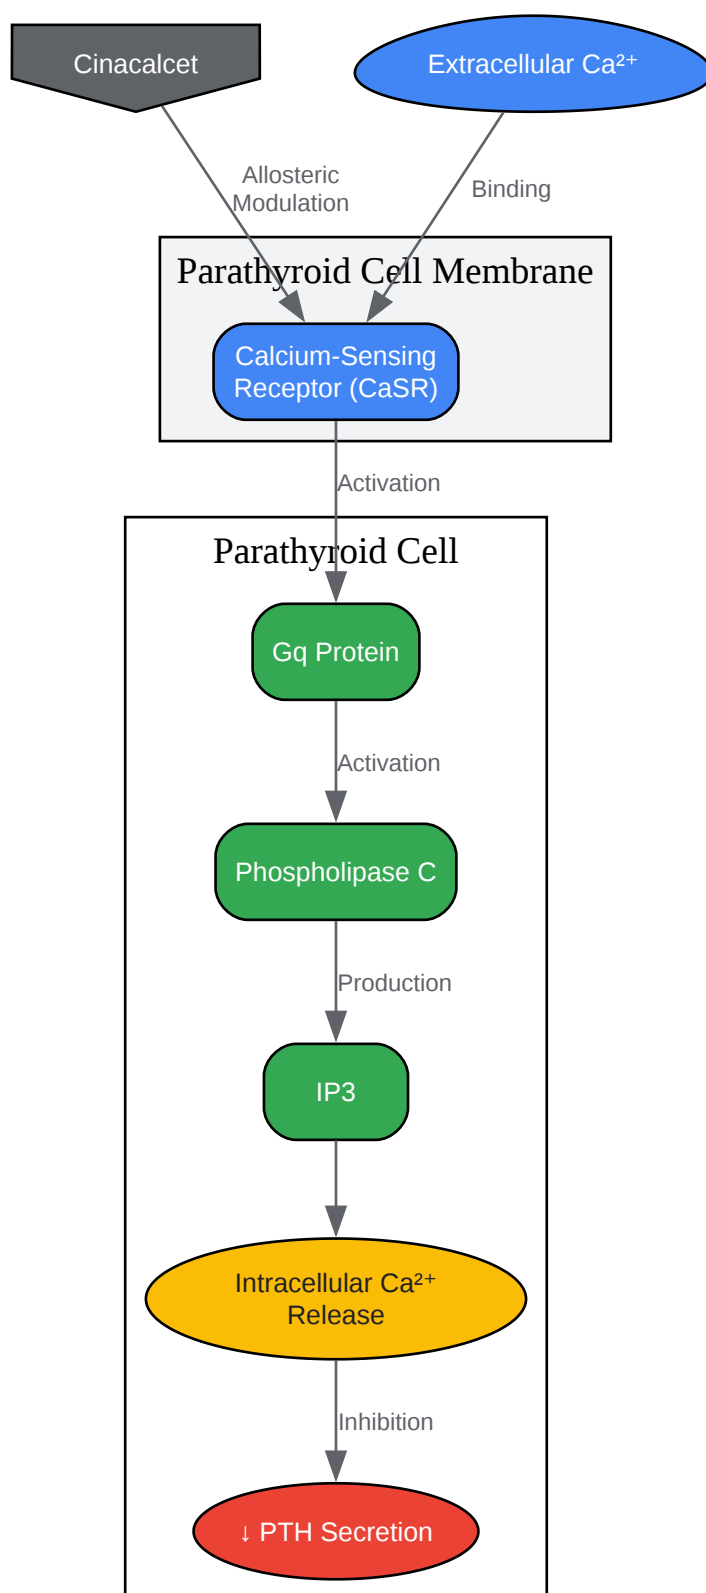 Cinacalcet
Extracellular Ca²⁺
Allosteric
Modulation
Binding
Parathyroid Cell Membrane
Calcium-Sensing
Receptor (CaSR)
Activation
Parathyroid Cell
Gq Protein
Activation
Phospholipase C
Production
IP3
Intracellular Ca²⁺
Release
Inhibition
↓ PTH Secretion